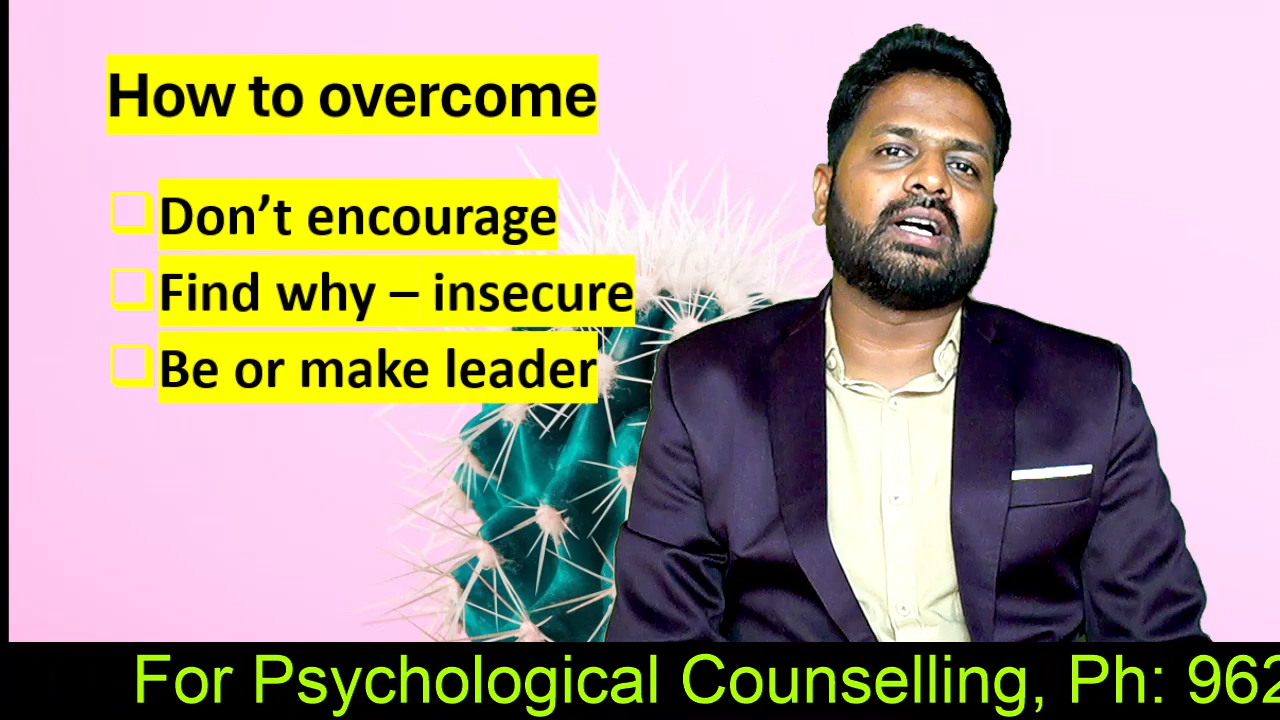 How to overcome
Don’t encourage
Find why – insecure
Be or make leader
For Psychological Counselling, Ph: 962